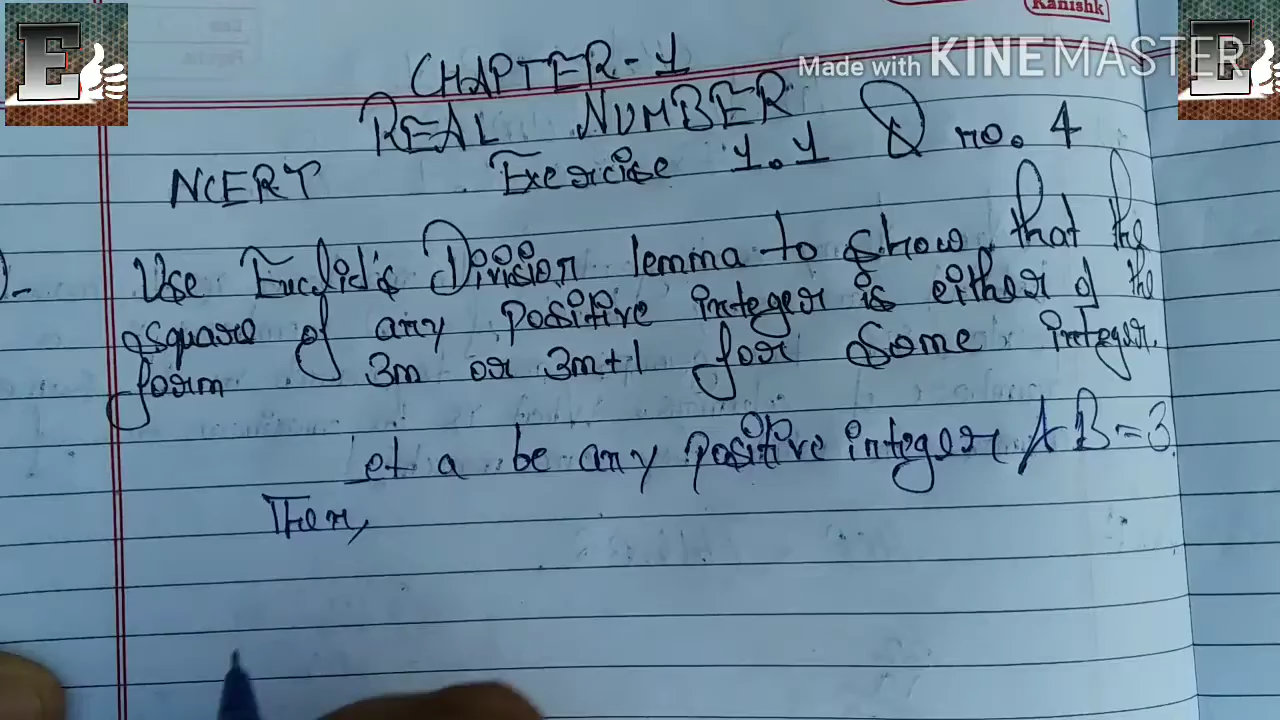 Kanishk
E
Made with KINEMASTER
CHAPTER-1
REAL NUMBER
NCERT Exercise 1.1 Q no. 4
Use Euclid's Division lemma to show that the
square of any positive integer is either of the
form 3m or 3m+1 for some integer.
et a be any positive integer A B=3
Then,